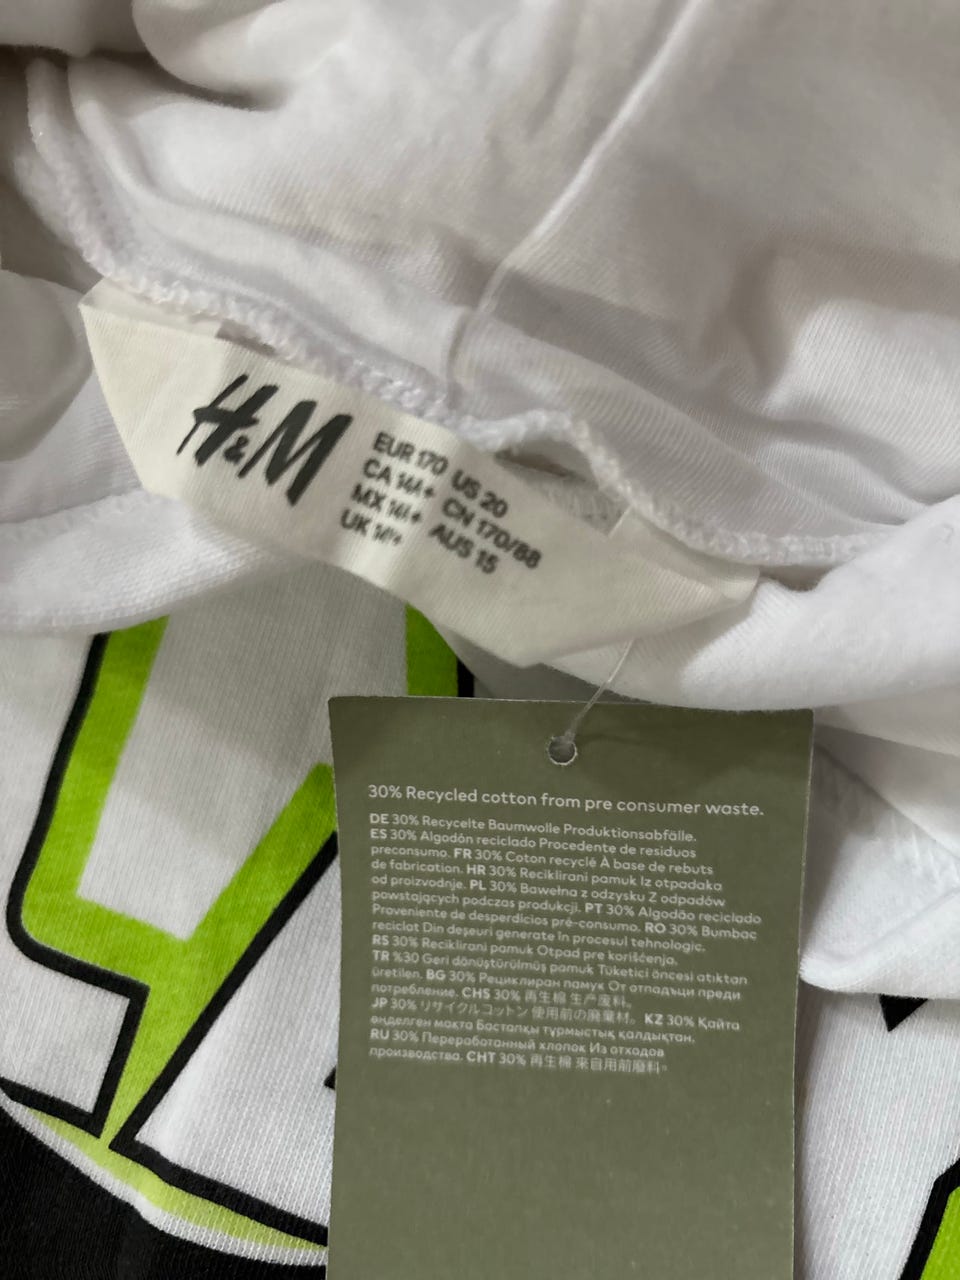 H&M
EUR 170 US 20
CA 14Y+ CN 170/88
MX 14Y+ AUS 15
UK 14Y+
30% Recycled cotton from pre consumer waste.
DE 30% Recycelte Baumwolle Produktionsabfälle.
ES 30% Algodón reciclado Procedente de residuos
preconsumo. FR 30% Coton recyclé À base de rebuts
de fabrication. HR 30% Reciklirani pamuk Iz otpadaka
od proizvodnje. PL 30% Bawełna z odzysku Z odpadów
powstających podczas produkcji. PT 30% Algodão reciclado
Proveniente de desperdícios pré-consumo. RO 30% Bumbac
reciclat Din deșeuri generate în procesul tehnologic.
RS 30% Reciklirani pamuk Otpad pre korišćenja.
TR %30 Geri dönüştürülmüş pamuk Tüketici öncesi atıktan
üretilen. BG 30% Рециклиран памук От отпадъци преди
потребление. CHS 30% 再生棉 生产废料。
JP 30% リサイクルコットン 使用前の廃棄材。 KZ 30% Қайта
өңделген мақта Бастапқы тұрмыстық қалдықтан.
RU 30% Переработанный хлопок Из отходов
производства. CHT 30% 再生棉 來自用前廢料。